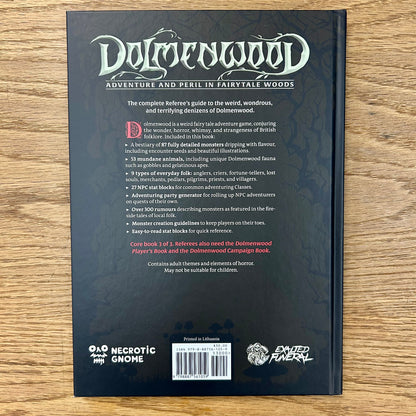 DOLMENWOOD
ADVENTURE AND PERIL IN FAIRYTALE WOODS
The complete Referee's guide to the weird, wondrous,
and terrifying denizens of Dolmenwood.
Dolmenwood is a weird fairy tale adventure game, conjuring
the wonder, horror, whimsy, and strangeness of British
folklore. Included in this book:
▸ A bestiary of 87 fully detailed monsters dripping with flavour,
including encounter seeds and beautiful illustrations.
▸ 53 mundane animals, including unique Dolmenwood fauna
such as gobbles and gelatinous apes.
▸ 9 types of everyday folk: anglers, criers, fortune-tellers, lost
souls, merchants, pedlars, pilgrims, priests, and villagers.
▸ 27 NPC stat blocks for common adventuring Classes.
▸ Adventuring party generator for rolling up NPC adventurers
on quests of their own.
▸ Over 300 rumours describing monsters as featured in the fire-
side tales of local folk.
▸ Monster creation guidelines to keep players on their toes.
▸ Easy-to-read stat blocks for quick reference.
Core book 3 of 3. Referees also need the Dolmenwood
Player's Book and the Dolmenwood Campaign Book.
Contains adult themes and elements of horror.
May not be suitable for children.
Printed in Lithuania
NECROTIC
GNOME
EXALTED
FUNERAL